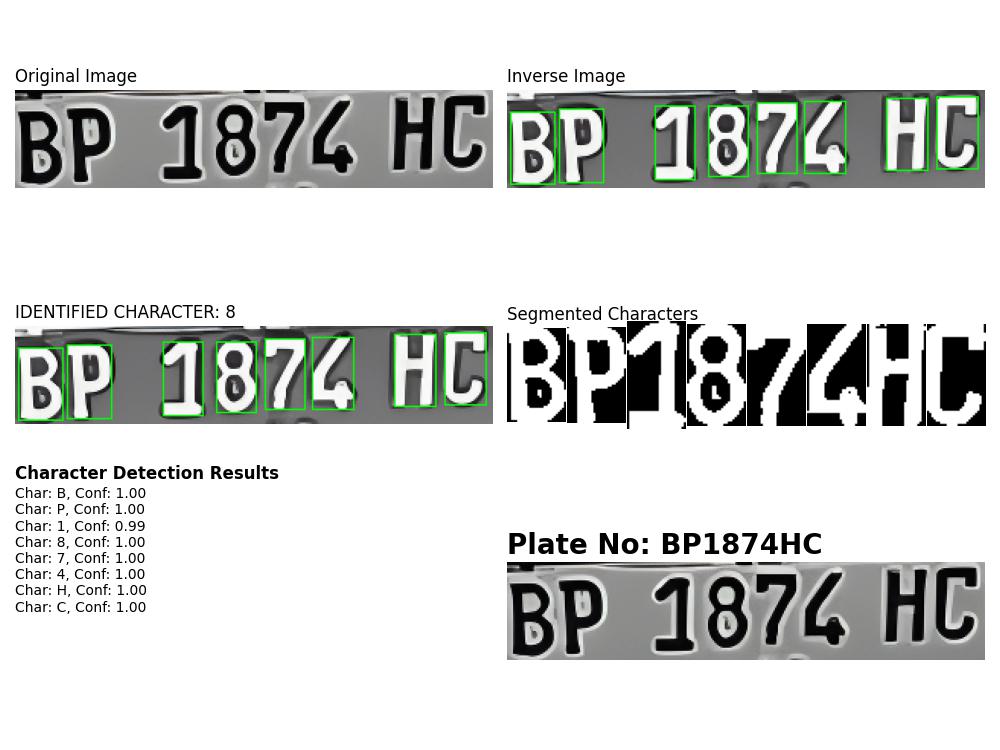 Original Image
BP 1874 HC
Inverse Image
BP 1874 HC
IDENTIFIED CHARACTER: 8
BP 1874 HC
Segmented Characters
BP1874HC
Character Detection Results
Char: B, Conf: 1.00
Char: P, Conf: 1.00
Char: 1, Conf: 0.99
Char: 8, Conf: 1.00
Char: 7, Conf: 1.00
Char: 4, Conf: 1.00
Char: H, Conf: 1.00
Char: C, Conf: 1.00
Plate No: BP1874HC
BP 1874 HC